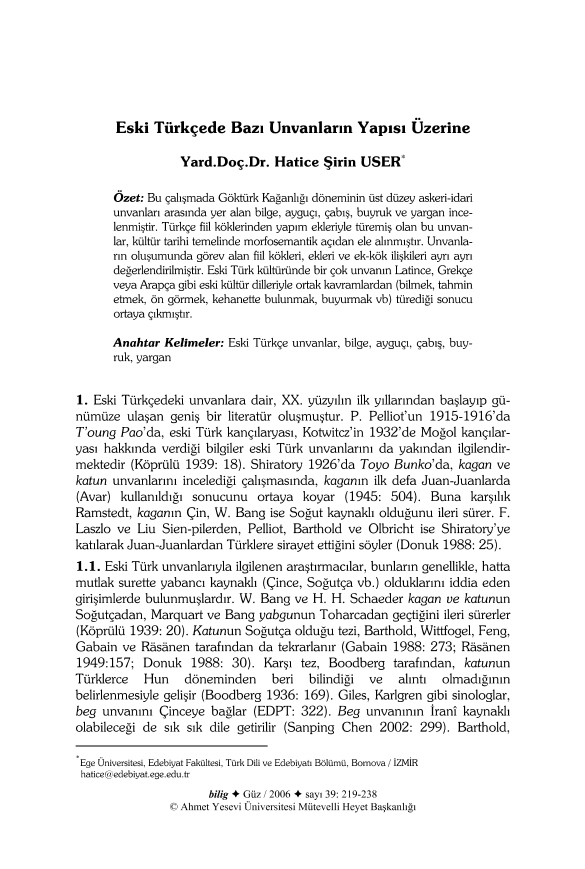 Eski Türkçede Bazı Unvanların Yapısı Üzerine
Yard.Doç.Dr. Hatice Şirin USER*
Özet: Bu çalışmada Göktürk Kağanlığı döneminin üst düzey askeri-idari
unvanları arasında yer alan bilge, ayguçı, çabış, buyruk ve yargan ince-
lenmiştir. Türkçe fiil köklerinden yapım ekleriyle türemiş olan bu unvan-
lar, kültür tarihi temelinde morfosemantik açıdan ele alınmıştır. Unvanla-
rın oluşumunda görev alan fiil kökleri, ekleri ve ek-kök ilişkileri ayrı ayrı
değerlendirilmiştir. Eski Türk kültüründe bir çok unvanın Latince, Grekçe
veya Arapça gibi eski kültür dilleriyle ortak kavramlardan (bilmek, tahmin
etmek, ön görmek, kehanette bulunmak, buyurmak vb) türediği sonucu
ortaya çıkmıştır.
Anahtar Kelimeler: Eski Türkçe unvanlar, bilge, ayguçı, çabış, buy-
ruk, yargan
1. Eski Türkçedeki unvanlara dair, XX. yüzyılın ilk yıllarından başlayıp gü-
nümüze ulaşan geniş bir literatür oluşmuştur. P. Pelliot'un 1915-1916'da
T'oung Pao'da, eski Türk kançılaryası, Kotwitcz'in 1932'de Moğol kançılar-
yası hakkında verdiği bilgiler eski Türk unvanlarını da yakından ilgilendir-
mektedir (Köprülü 1939: 18). Shiratory 1926'da Toyo Bunko'da, kagan ve
katun unvanlarını incelediği çalışmasında, kaganın ilk defa Juan-Juanlarda
(Avar) kullanıldığı sonucunu ortaya koyar (1945: 504). Buna karşılık
Ramstedt, kaganın Çin, W. Bang ise Soğut kaynaklı olduğunu ileri sürer. F.
Laszlo ve Liu Sien-pilerden, Pelliot, Barthold ve Olbricht ise Shiratory'ye
katılarak Juan-Juanlardan Türklere sirayet ettiğini söyler (Donuk 1988: 25).
1.1. Eski Türk unvanlarıyla ilgilenen araştırmacılar, bunların genellikle, hatta
mutlak surette yabancı kaynaklı (Çince, Soğutça vb.) olduklarını iddia eden
girişimlerde bulunmuşlardır. W. Bang ve H. H. Schaeder kagan ve katunun
Soğutçadan, Marquart ve Bang yabgunun Toharcadan geçtiğini ileri sürerler
(Köprülü 1939: 20). Katunun Soğutça olduğu tezi, Barthold, Wittfogel, Feng,
Gabain ve Räsänen tarafından da tekrarlanır (Gabain 1988: 273; Räsänen
1949:157; Donuk 1988: 30). Karşı tez, Boodberg tarafından, katunun
Türklerce Hun döneminden beri bilindiği ve alıntı olmadığının
belirlenmesiyle gelişir (Boodberg 1936: 169). Giles, Karlgren gibi sinologlar,
beg unvanını Çinceye bağlar (EDPT: 322). Beg unvanının İranî kaynaklı
olabileceği de sık sık dile getirilir (Sanping Chen 2002: 299). Barthold,
* Ege Üniversitesi, Edebiyat Fakültesi, Türk Dili ve Edebiyatı Bölümü, Bornova / İZMİR
hatice@edebiyat.ege.edu.tr
bilig ✦ Güz / 2006 ✦ sayı 39: 219-238
© Ahmet Yesevi Üniversitesi Mütevelli Heyet Başkanlığı